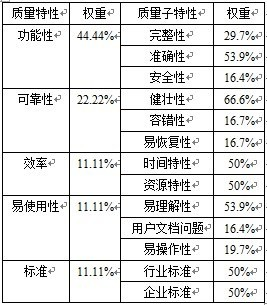 质量特性 权重 质量子特性 权重
功能性 44.44% 完整性 29.7%
准确性 53.9%
安全性 16.4%
可靠性 22.22% 健壮性 66.6%
容错性 16.7%
易恢复性 16.7%
效率 11.11% 时间特性 50%
资源特性 50%
易使用性 11.11% 易理解性 53.9%
用户文档问题 16.4%
易操作性 19.7%
标准 11.11% 行业标准 50%
企业标准 50%